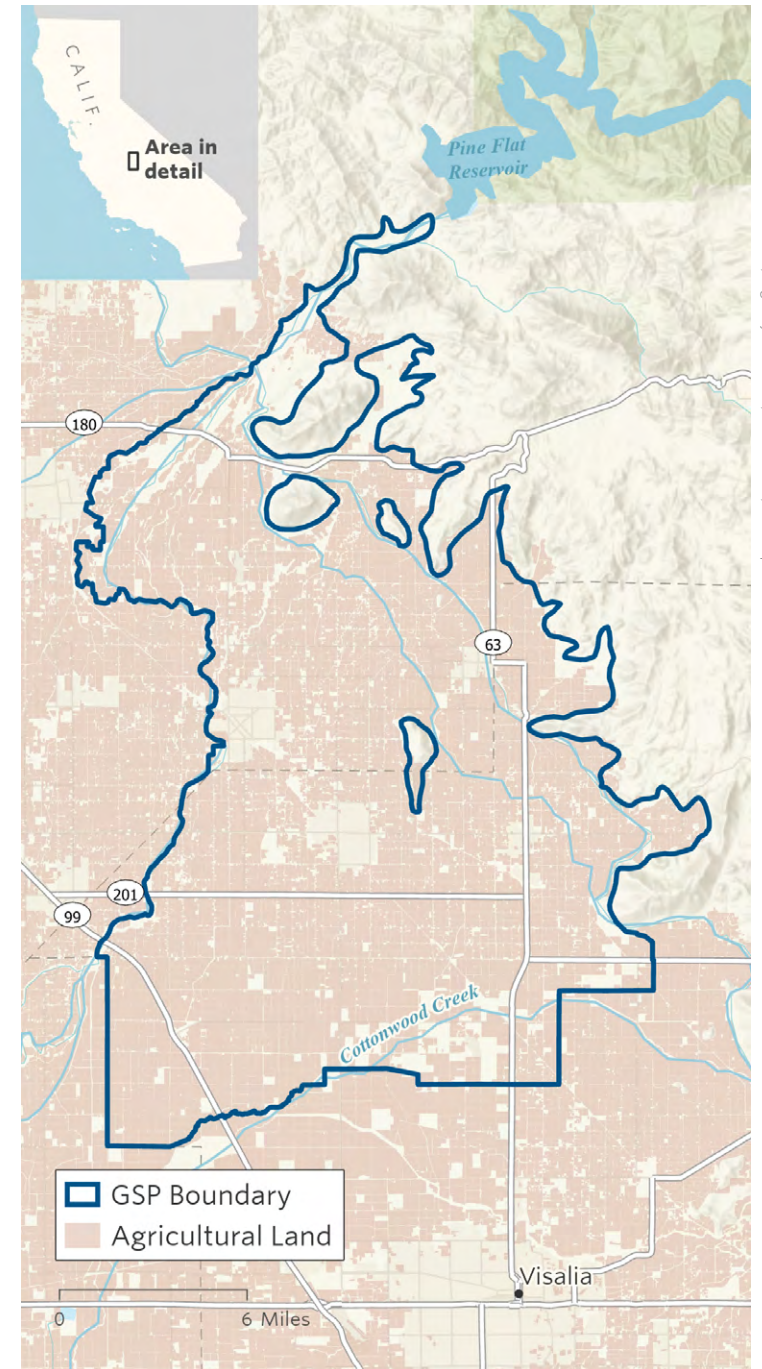 CALIF.
Area in
detail
Pine Flat
Reservoir
180
63
201
99
Cottonwood Creek
GSP Boundary
Agricultural Land
Visalia
0 6 Miles